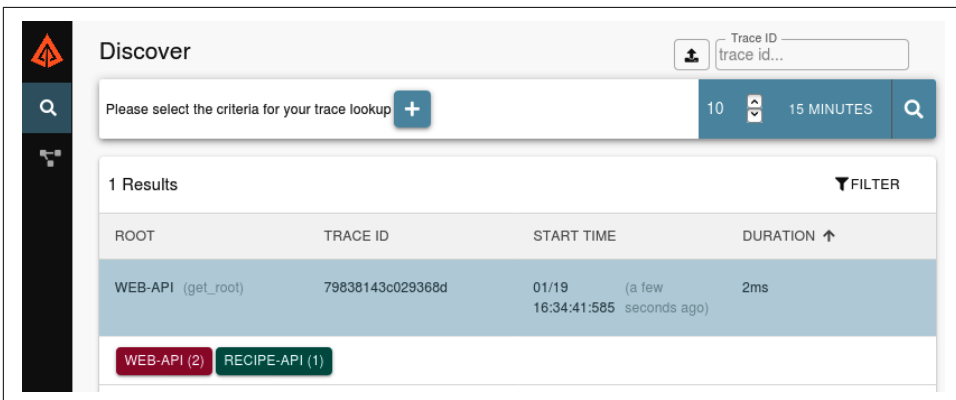 Discover
Trace ID
trace id...
Please select the criteria for your trace lookup +
10 15 MINUTES
1 Results
FILTER
ROOT TRACE ID START TIME DURATION
WEB-API (get_root) 79838143c029368d 01/19 (a few 2ms
16:34:41:585 seconds ago)
WEB-API (2) RECIPE-API (1)